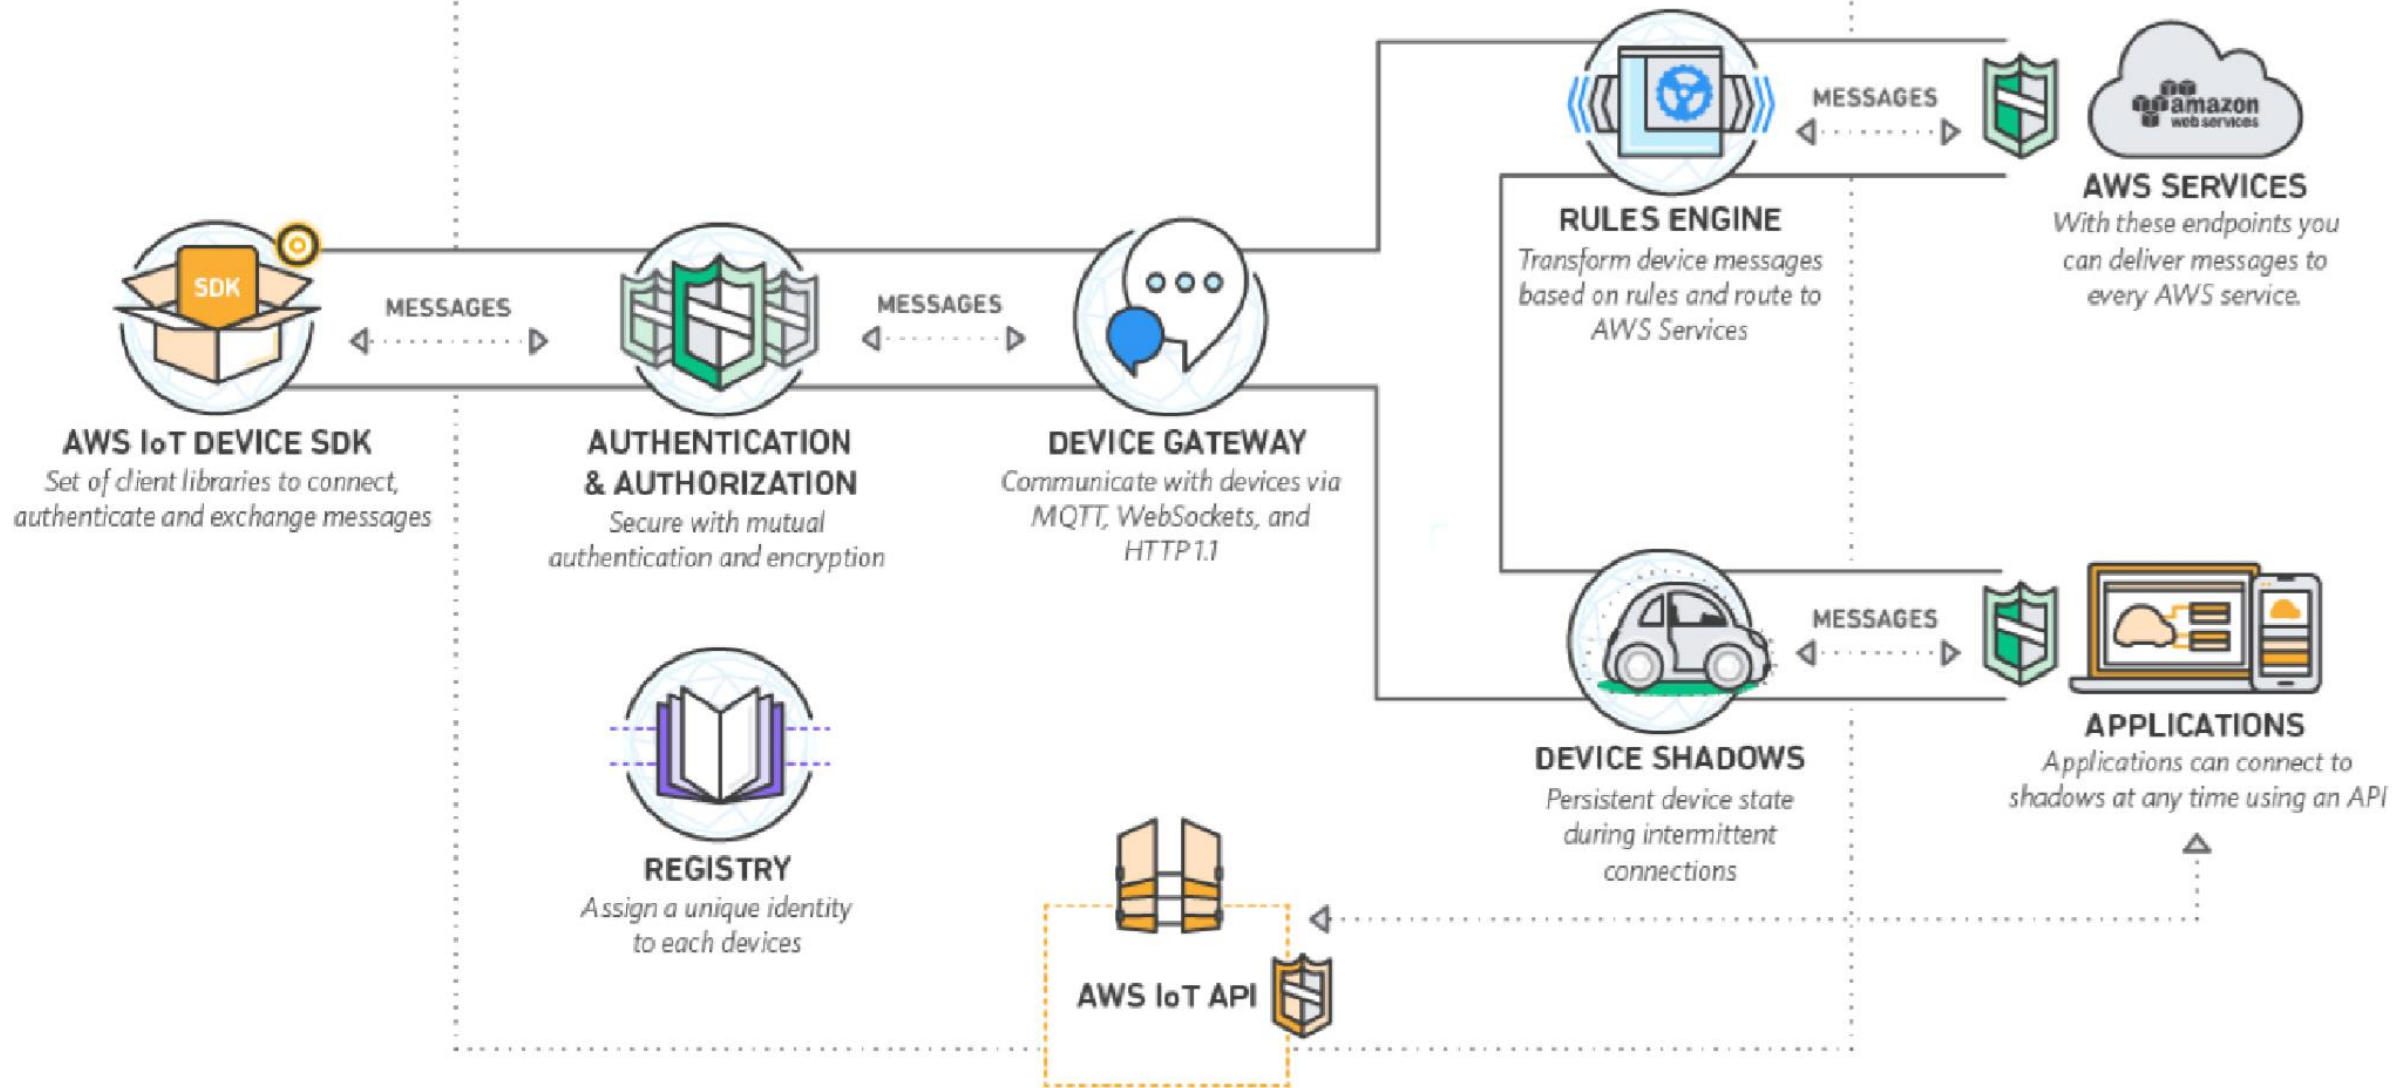 MESSAGES
amazon
web services
AWS SERVICES
With these endpoints you
can deliver messages to
every AWS service.
RULES ENGINE
Transform device messages
based on rules and route to
AWS Services
SDK
MESSAGES
MESSAGES
AWS IoT DEVICE SDK
Set of client libraries to connect,
authenticate and exchange messages
AUTHENTICATION
& AUTHORIZATION
Secure with mutual
authentication and encryption
DEVICE GATEWAY
Communicate with devices via
MQTT, WebSockets, and
HTTP 1.1
MESSAGES
DEVICE SHADOWS
Persistent device state
during intermittent
connections
APPLICATIONS
Applications can connect to
shadows at any time using an API
REGISTRY
Assign a unique identity
to each devices
AWS IoT API